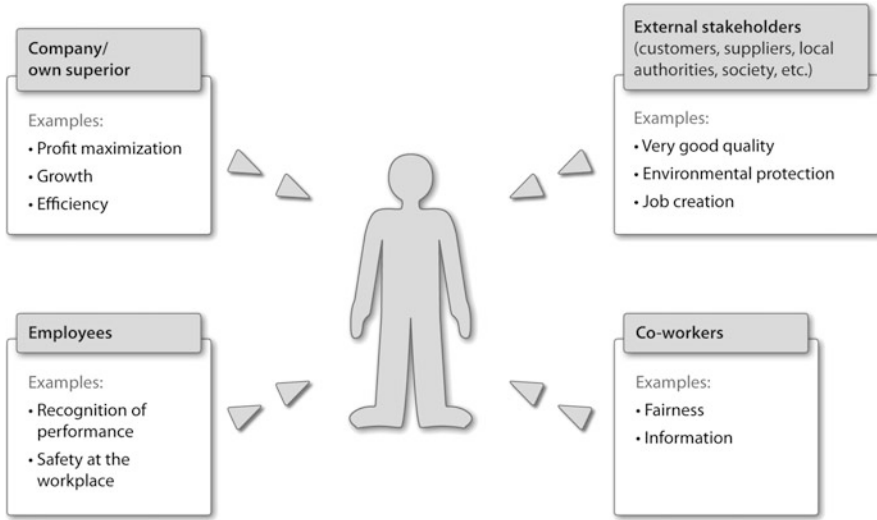 Company/
own superior
Examples:
• Profit maximization
• Growth
• Efficiency
External stakeholders
(customers, suppliers, local
authorities, society, etc.)
Examples:
• Very good quality
• Environmental protection
• Job creation
Employees
Examples:
• Recognition of
performance
• Safety at the
workplace
Co-workers
Examples:
• Fairness
• Information